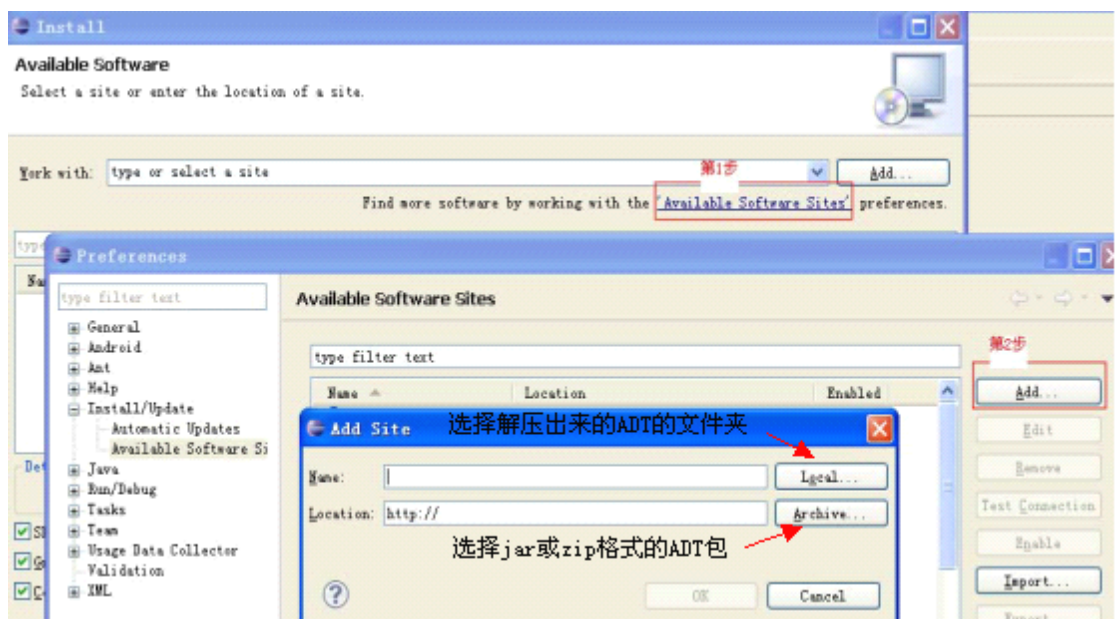 Install
Available Software
Select a site or enter the location of a site.
Work with: type or select a site
第1步
Add...
Find more software by working with the 'Available Software Sites' preferences.
Preferences
type filter text
General
Android
Ant
Help
Install/Update
Automatic Updates
Available Software Si
Java
Run/Debug
Tasks
Team
Usage Data Collector
Validation
XML
Available Software Sites
type filter text
Name Location Enabled
第2步
Add...
Edit
Remove
Test Connection
Enable
Import...
Export...
Add Site
选择解压出来的ADT的文件夹
Name:
Local...
Location: http://
Archive...
选择jar或zip格式的ADT包
OK
Cancel